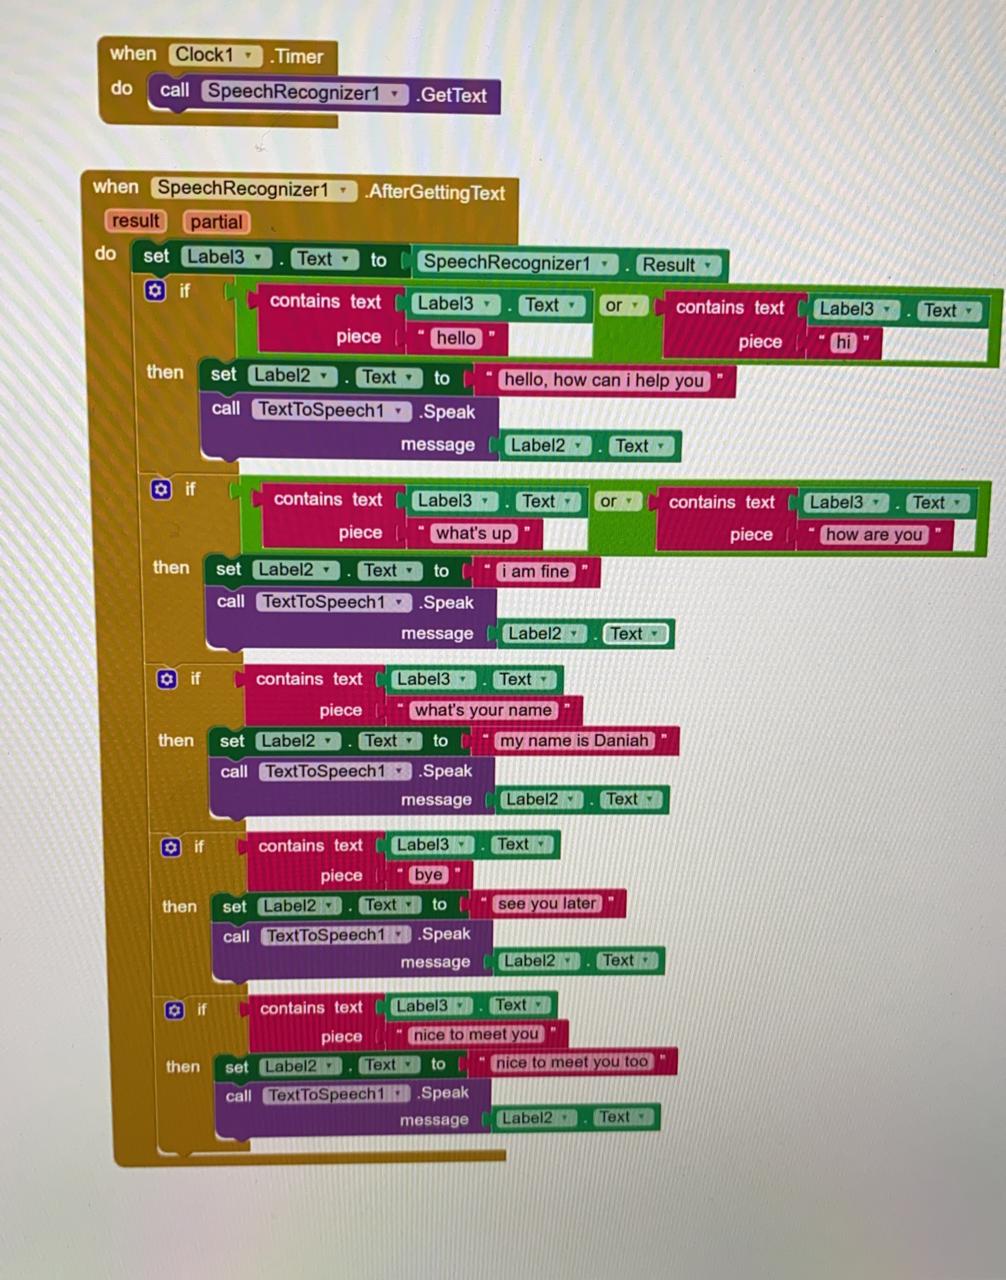 when Clock1 .Timer
do call SpeechRecognizer1 .GetText
when SpeechRecognizer1 .AfterGettingText
result partial
do set Label3 . Text to SpeechRecognizer1 . Result
if contains text Label3 . Text or contains text Label3 . Text
piece " hello " piece " hi "
then set Label2 . Text to " hello, how can i help you "
call TextToSpeech1 .Speak
message Label2 . Text
if contains text Label3 . Text or contains text Label3 . Text
piece " what's up " piece " how are you "
then set Label2 . Text to " i am fine "
call TextToSpeech1 .Speak
message Label2 . Text
if contains text Label3 . Text
piece " what's your name "
then set Label2 . Text to " my name is Daniah "
call TextToSpeech1 .Speak
message Label2 . Text
if contains text Label3 . Text
piece " bye "
then set Label2 . Text to " see you later "
call TextToSpeech1 .Speak
message Label2 . Text
if contains text Label3 . Text
piece " nice to meet you "
then set Label2 . Text to " nice to meet you too "
call TextToSpeech1 .Speak
message Label2 . Text